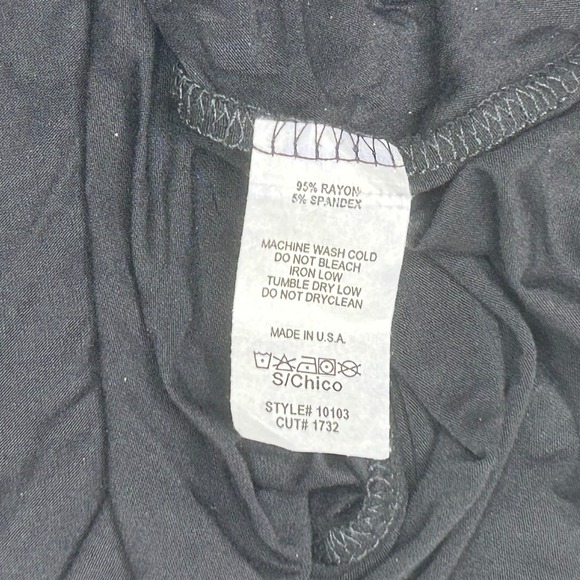 95% RAYON
5% SPANDEX
MACHINE WASH COLD
DO NOT BLEACH
IRON LOW
TUMBLE DRY LOW
DO NOT DRYCLEAN
MADE IN U.S.A.
S/Chico
STYLE# 10103
CUT# 1732